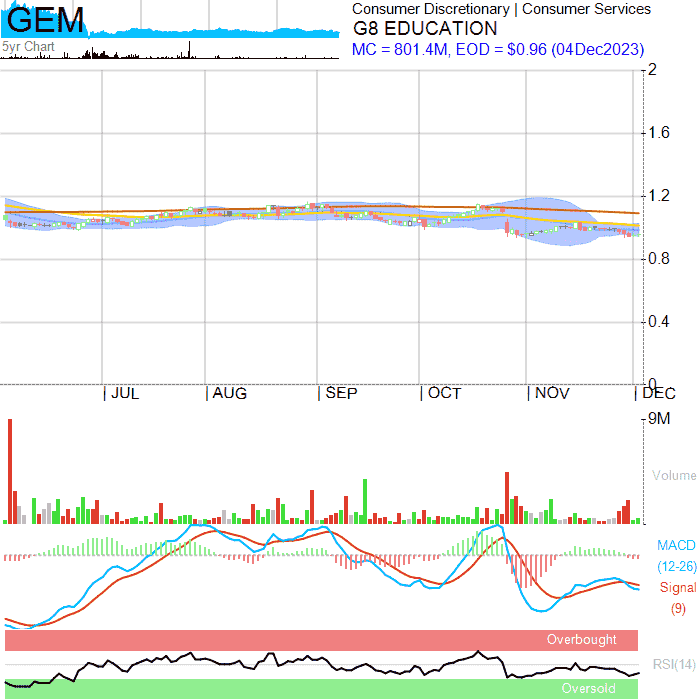 GEM
5yr Chart
Consumer Discretionary | Consumer Services
G8 EDUCATION
MC = 801.4M, EOD = $0.96 (04Dec2023)
2
1.6
1.2
0.8
0.4
0
JUL AUG SEP OCT NOV DEC
9M
Volume
MACD
(12-26)
Signal
(9)
Overbought
RSI(14)
Oversold